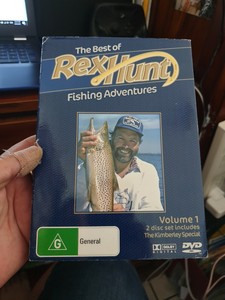 The Best of
Rex Hunt
Fishing Adventures
Volume 1
2 disc set includes
The Kimberley Special
G
General
DOLBY
DIGITAL
DVD